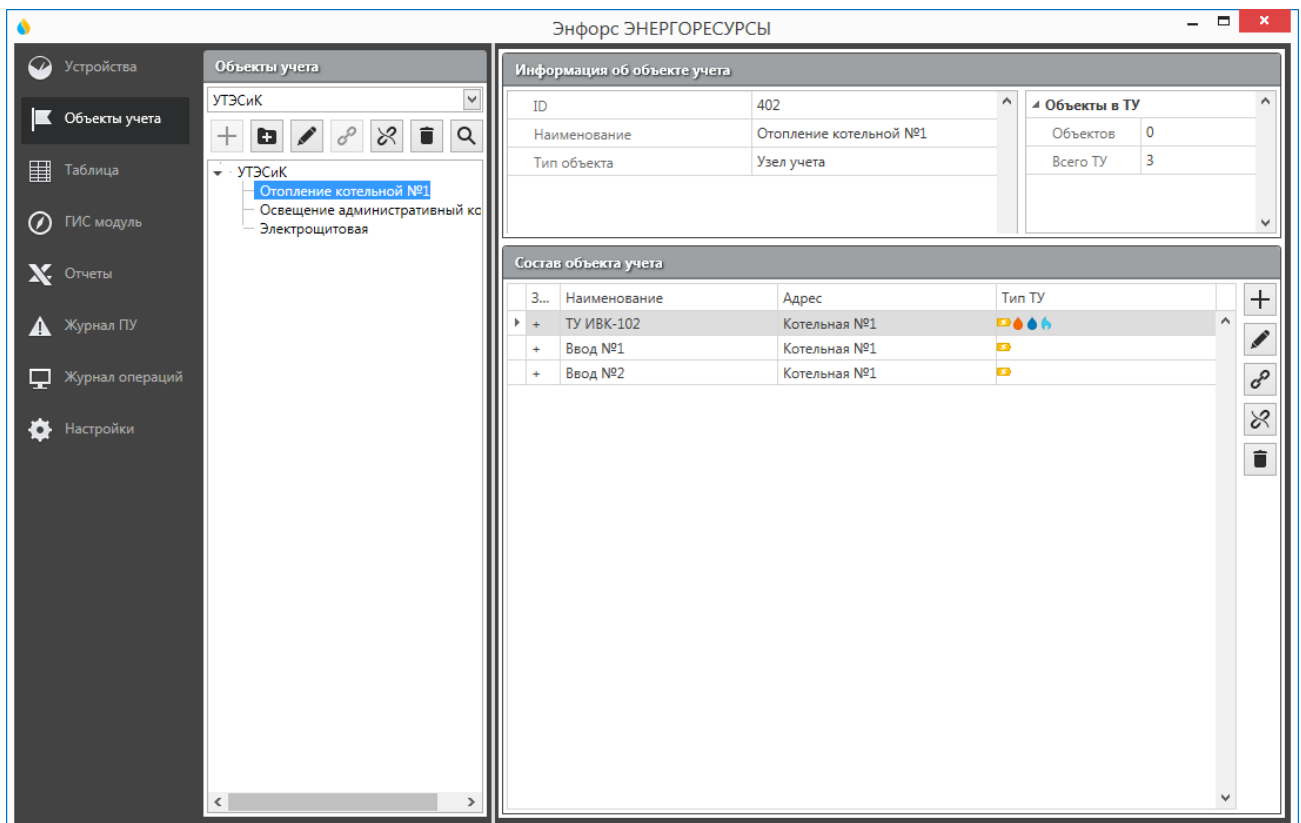 Энфорс ЭНЕРГОРЕСУРСЫ
Устройства
Объекты учета
Таблица
ГИС модуль
Отчеты
Журнал ПУ
Журнал операций
Настройки
Объекты учета
УТЭСиК
УТЭСиК
Отопление котельной №1
Освещение административный ко
Электрощитовая
Информация об объекте учета
ID 402
Наименование Отопление котельной №1
Тип объекта Узел учета
Объекты в ТУ
Объектов 0
Всего ТУ 3
Состав объекта учета
З... Наименование Адрес Тип ТУ
+ ТУ ИВК-102 Котельная №1
+ Ввод №1 Котельная №1
+ Ввод №2 Котельная №1